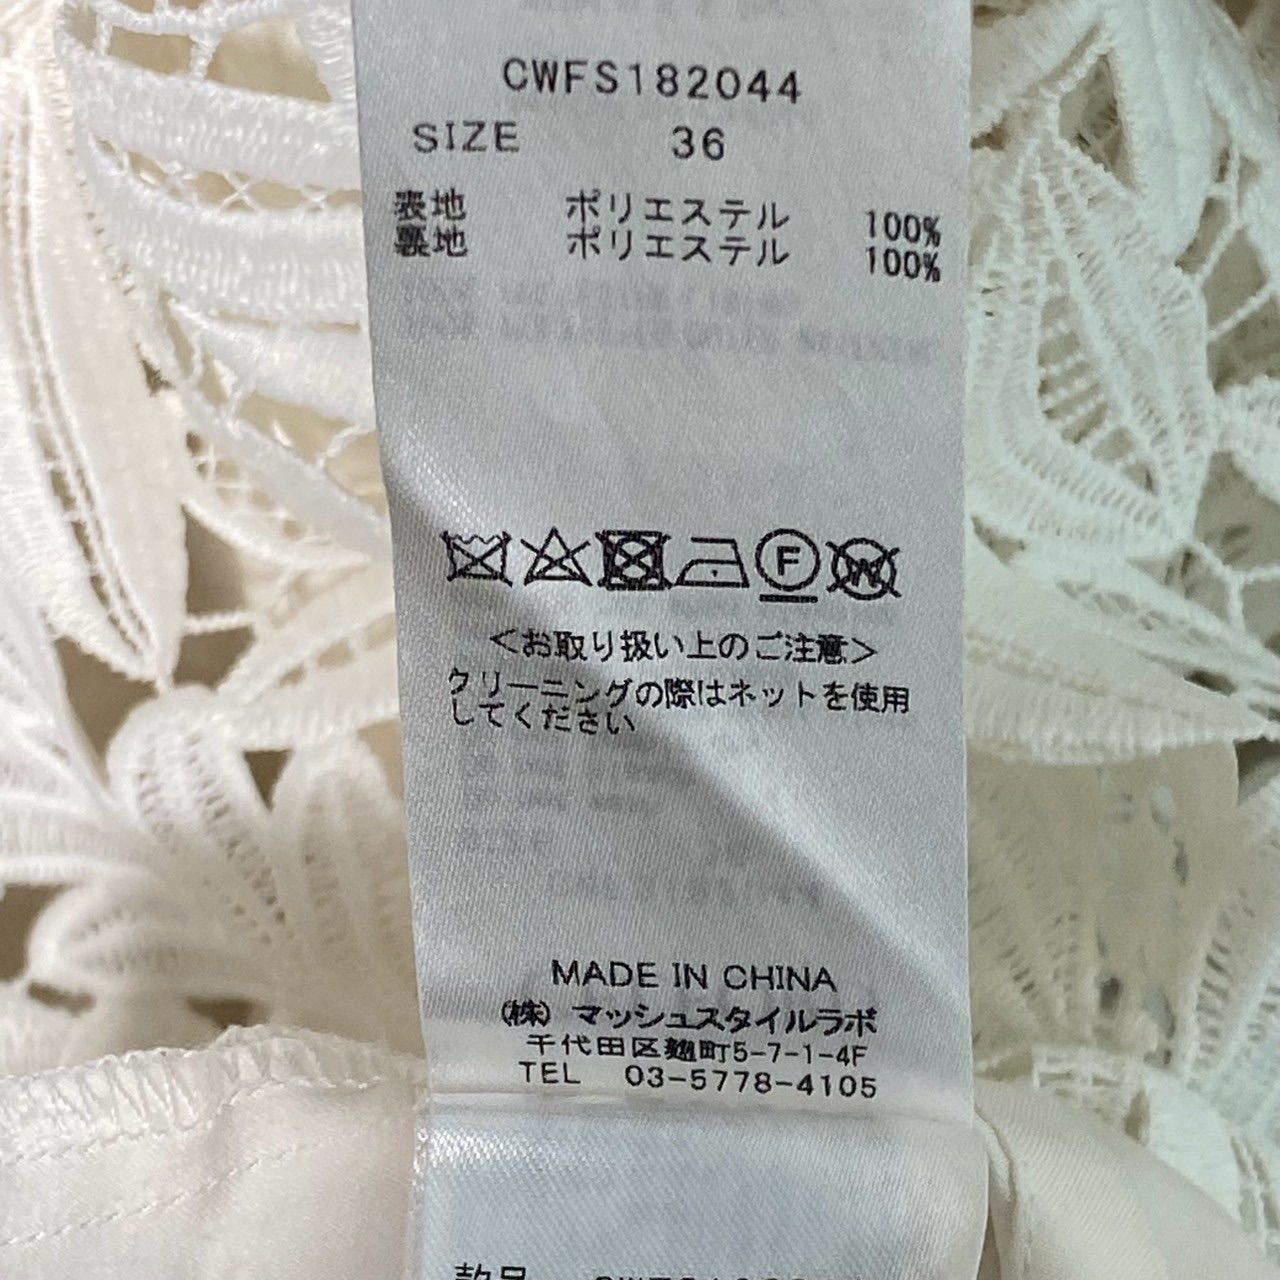 CWFS182044
SIZE 36
表地 ポリエステル 100%
裏地 ポリエステル 100%
F
W
<お取り扱い上のご注意>
クリーニングの際はネットを使用
してください
MADE IN CHINA
(株) マッシュスタイルラボ
千代田区麹町5-7-1-4F
TEL 03-5778-4105
款号